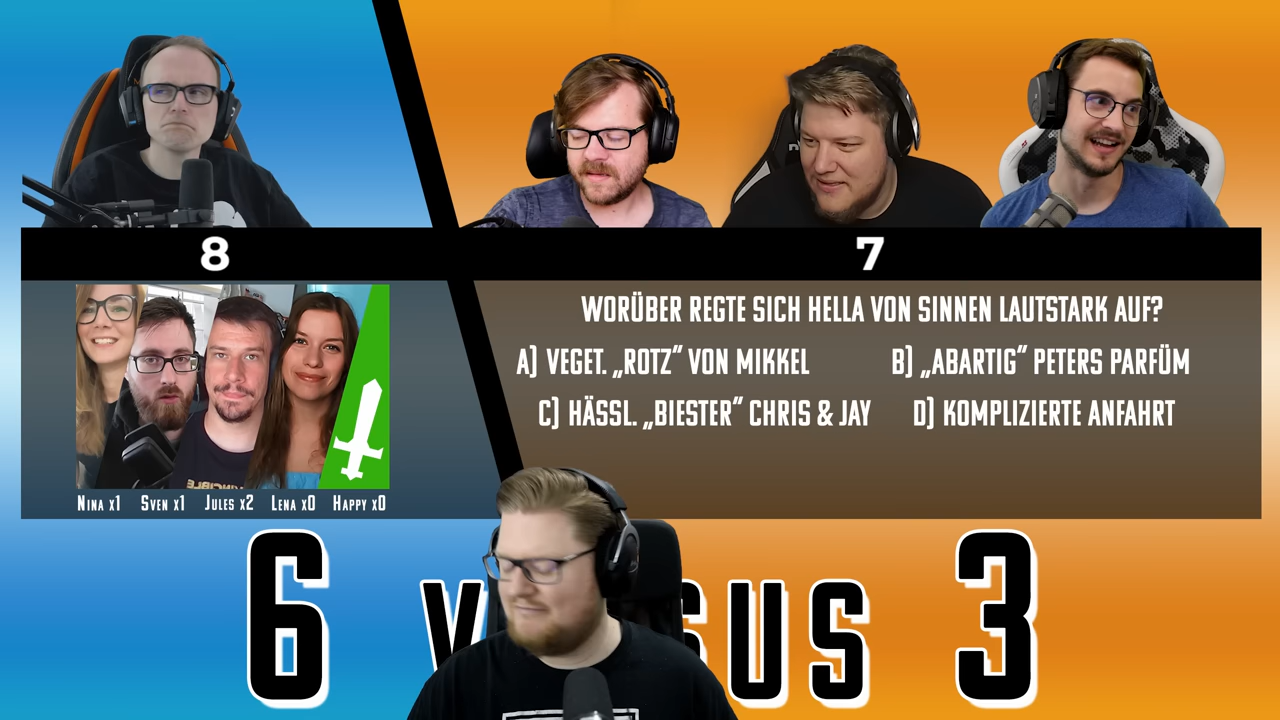 8
7
WORÜBER REGTE SICH HELLA VON SINNEN LAUTSTARK AUF?
A) VEGET. „ROTZ” VON MIKKEL
B) „ABARTIG” PETERS PARFÜM
C) HÄSSL. „BIESTER” CHRIS & JAY
D) KOMPLIZIERTE ANFAHRT
NINA X1 SVEN X1 JULES X2 LENA X0 HAPPY X0
6
3